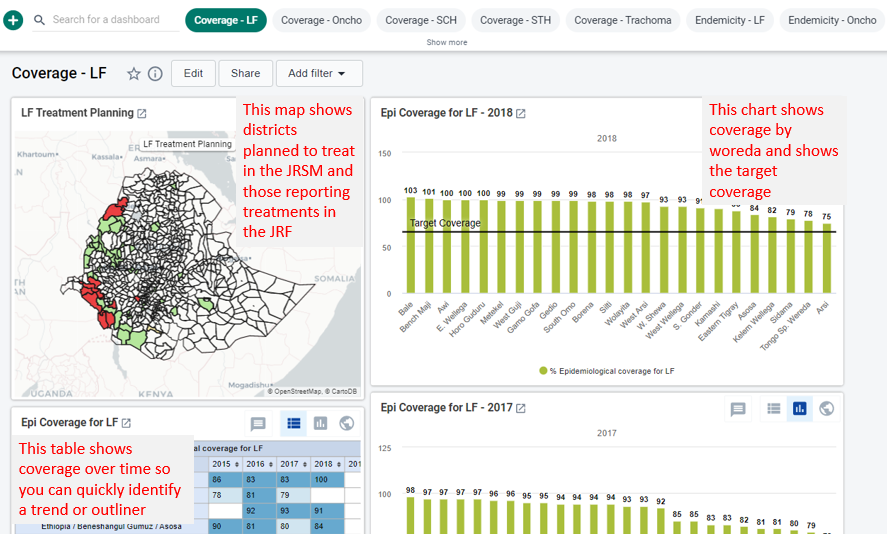 Search for a dashboard
Coverage - LF
Coverage - Oncho
Coverage - SCH
Coverage - STH
Coverage - Trachoma
Endemicity - LF
Endemicity - Oncho
Show more
Coverage - LF
Edit
Share
Add filter
LF Treatment Planning
This map shows
districts
planned to treat
in the JRSM and
those reporting
treatments in
the JRF
LF Treatment Planning
Khartoum
Kassala
Asmara
SOMALIA
UGANDA
KENYA
Mogadishu
© OpenStreetMap, © CartoDB
Epi Coverage for LF - 2018
This chart shows
coverage by
woreda and shows
the target
coverage
2018
150
100
50
0
103 101 100 100 100 99 99 99 99 99 98 98 98 97 93 93 84 82 79 78 75
Target Coverage
Bale
Bench Maji
Awi
E. Wellega
Horo Guduru
Metekel
West Guji
Gamo Gofa
Gedio
South Omo
Borena
Siiti
Wolayita
West Arsi
W. Shewa
West Wellega
S. Gonder
Kamashi
Eastern Tigray
Asosa
Kelem Wellega
Sidama
Tongo Sp. Wereda
Arsi
% Epidemiological coverage for LF
Epi Coverage for LF
This table shows
coverage over time so
you can quickly identify
a trend or outliner
al coverage for LF
2015 2016 2017 2018 201
86 83 83 100
78 81 79
92 93 91
Ethiopia / Beneshangul Gumuz / Asosa 90 81 80 84
Epi Coverage for LF - 2017
2017
125
100
98 97 97 97 97 96 96 95 95 94 94 94 94 93 93 92 85 85 83 83 82 81 81 80 79